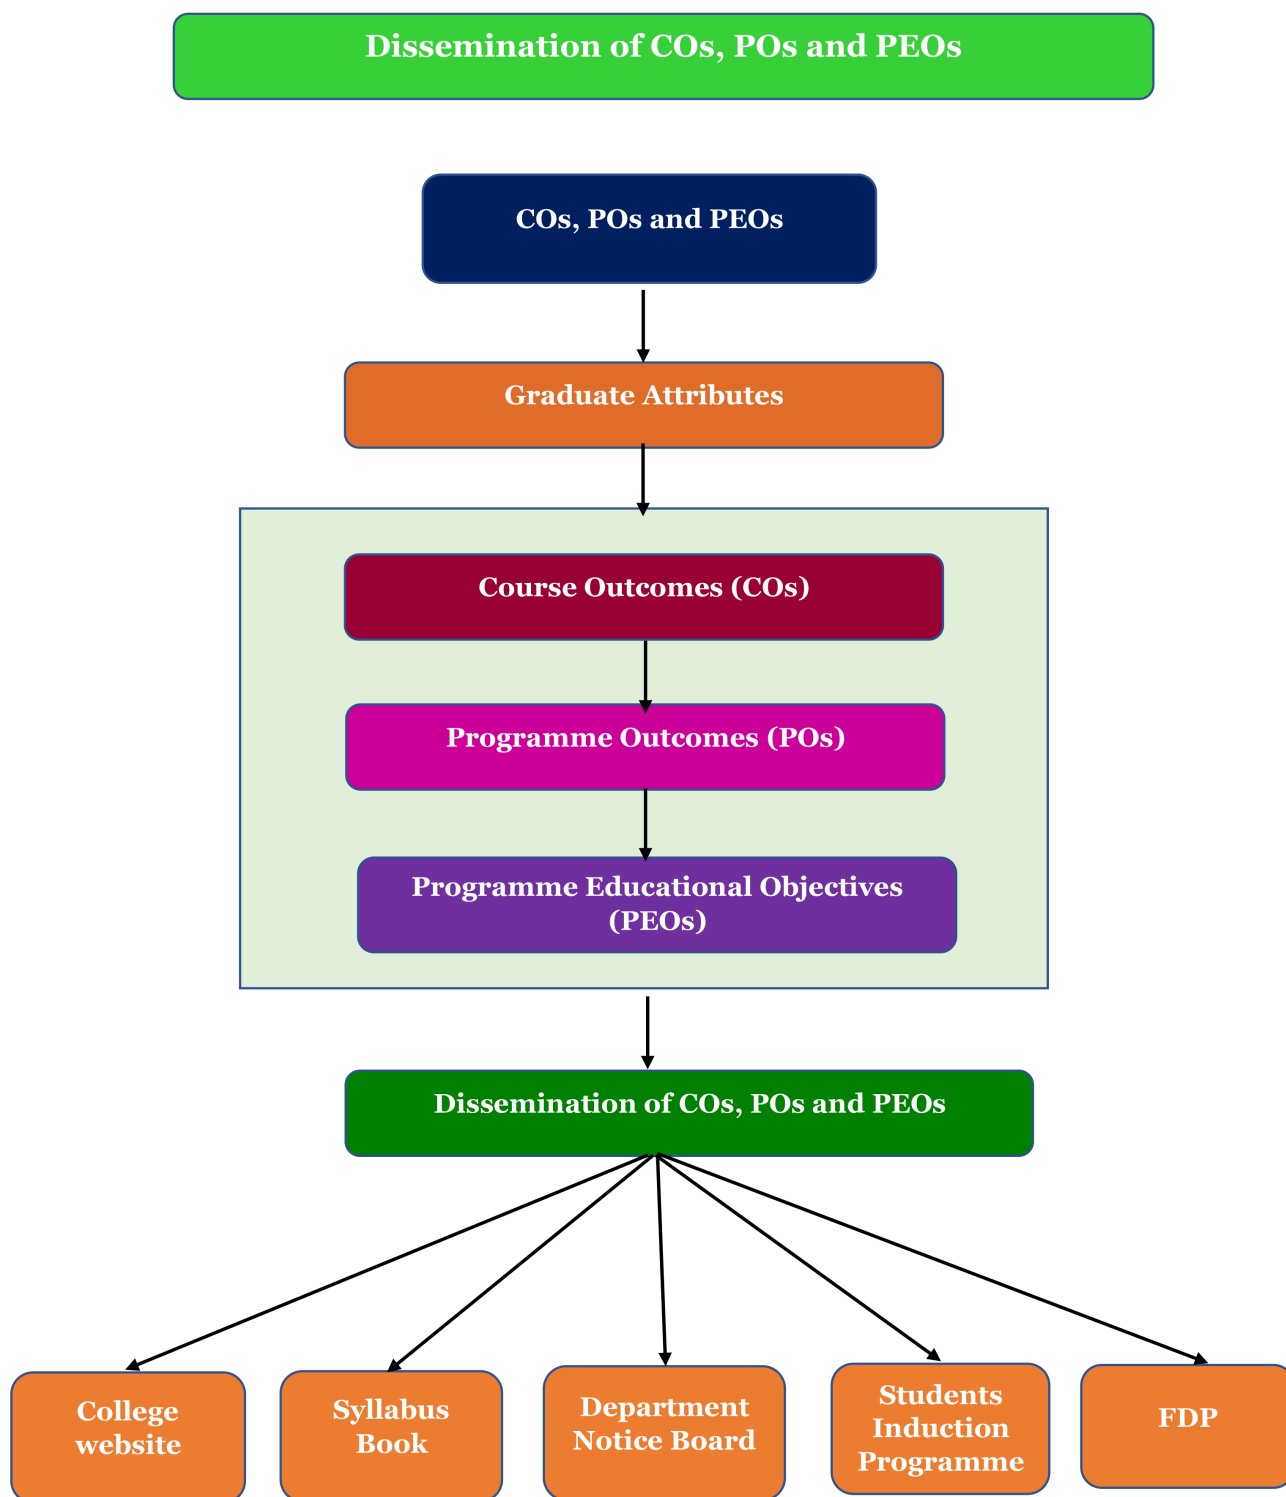 Dissemination of COs, POs and PEOs
COs, POs and PEOs
Graduate Attributes
Course Outcomes (COs)
Programme Outcomes (POs)
Programme Educational Objectives
(PEOs)
Dissemination of COs, POs and PEOs
College
website
Syllabus
Book
Department
Notice Board
Students
Induction
Programme
FDP